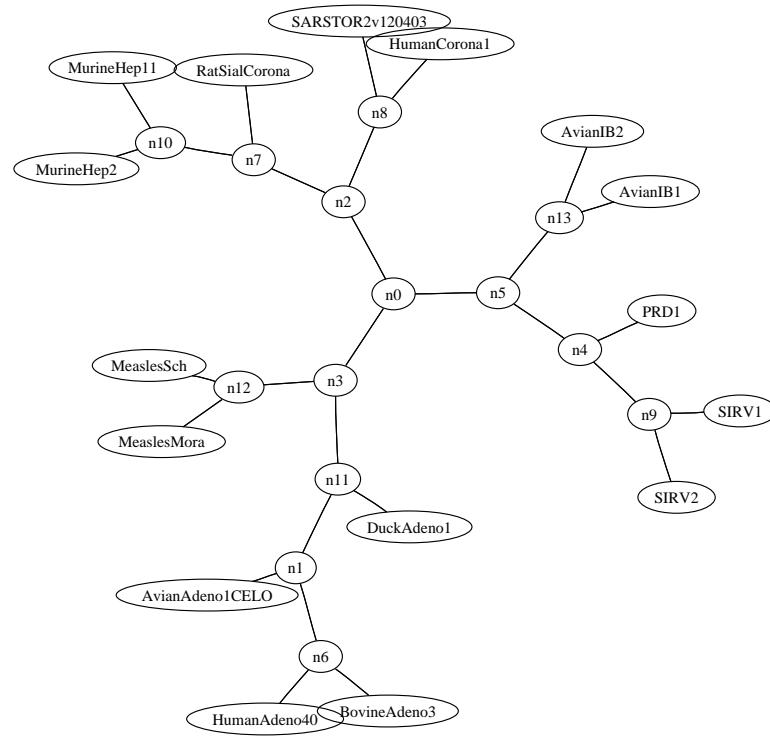 SARSTOR2v120403
HumanCorona1
MurineHep11
RatSialCorona
n8
AvianIB2
n10
n7
MurineHep2
AvianIB1
n2
n13
n0
n5
PRD1
n4
MeaslesSch
n3
n12
SIRV1
n9
MeaslesMora
n11
SIRV2
DuckAdeno1
n1
AvianAdeno1CELO
n6
BovineAdeno3
HumanAdeno40